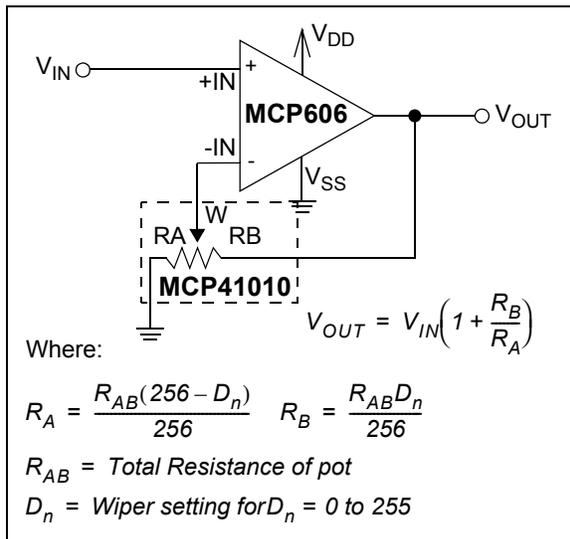 V_DD
V_IN
+
+IN
MCP606
V_OUT
-IN
-
V_SS
W
RA RB
MCP41010
V_OUT = V_IN(1 + R_B/R_A)
Where:
R_A = R_AB(256 – D_n)/256 R_B = R_AB D_n/256
R_AB = Total Resistance of pot
D_n = Wiper setting forD_n = 0 to 255